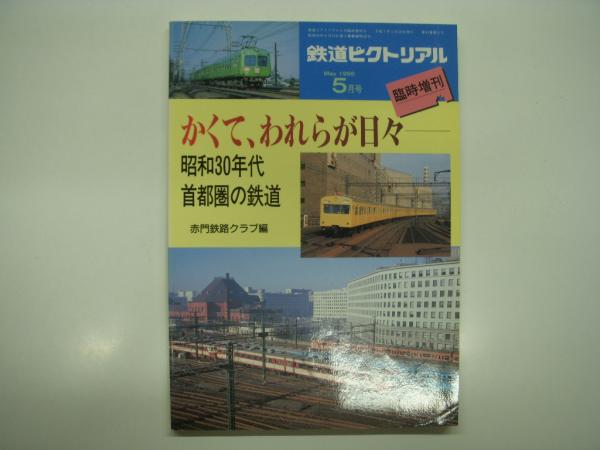 鉄道ピクトリアル
5月号
臨時増刊
かくて、われらが日々
昭和30年代
首都圏の鉄道
赤門鉄路クラブ編